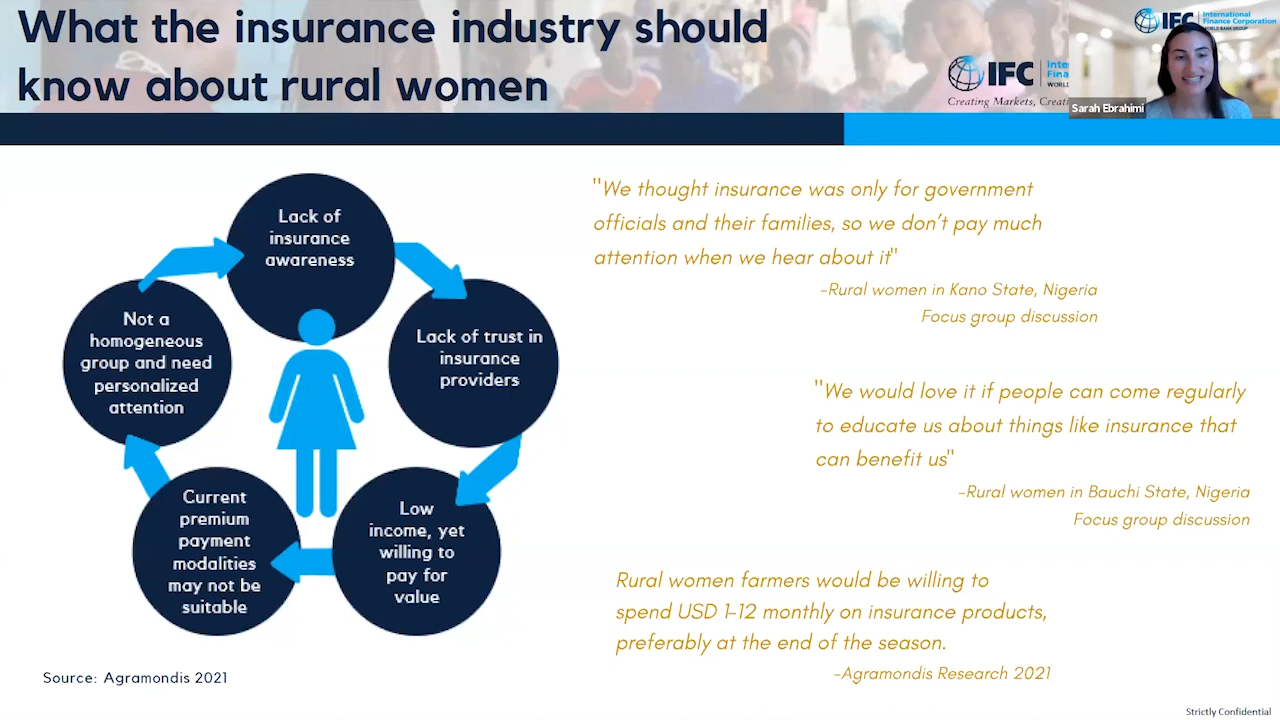 What the insurance industry should
know about rural women
IFC
International
Finance Corporation
WORLD BANK GROUP
IFC
Creating Markets,
Sarah Ebrahimi
Lack of
insurance
awareness
Lack of trust in
insurance
providers
Low
income, yet
willing to
pay for
value
Current
premium
payment
modalities
may not be
suitable
Not a
homogeneous
group and need
personalized
attention
"We thought insurance was only for government
officials and their families, so we don't pay much
attention when we hear about it"
-Rural women in Kano State, Nigeria
Focus group discussion
"We would love it if people can come regularly
to educate us about things like insurance that
can benefit us"
-Rural women in Bauchi State, Nigeria
Focus group discussion
Rural women farmers would be willing to
spend USD 1-12 monthly on insurance products,
preferably at the end of the season.
-Agramondis Research 2021
Source: Agramondis 2021
Strictly Confidential